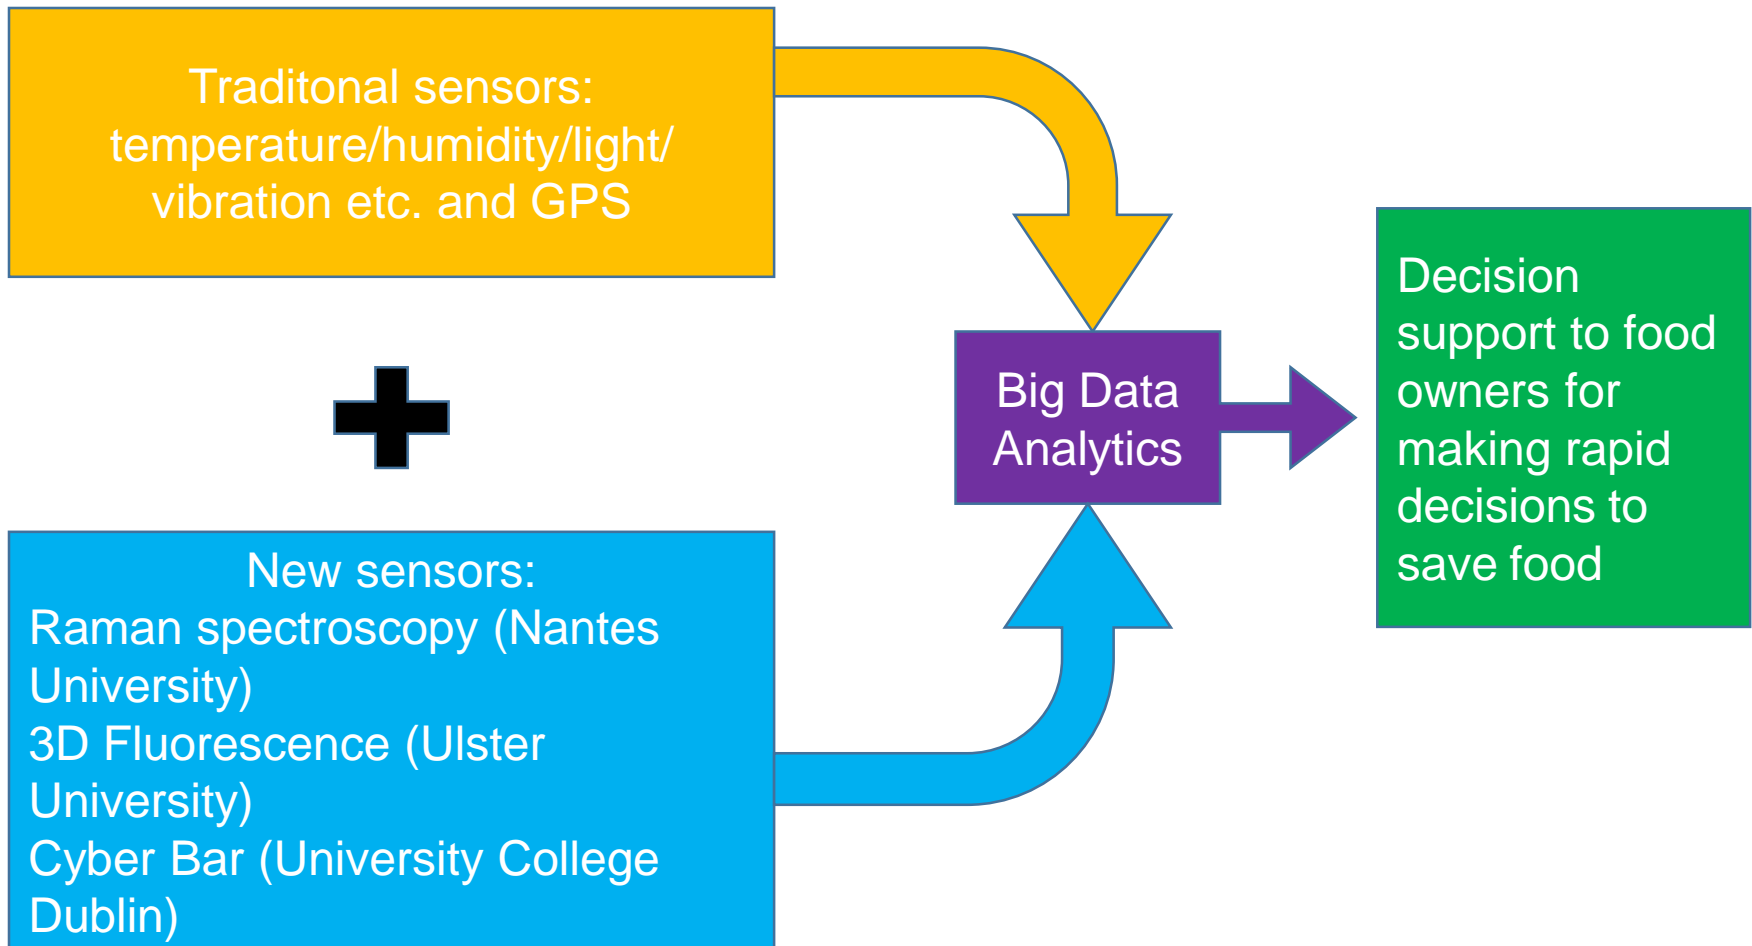 Traditonal sensors:
temperature/humidity/light/
vibration etc. and GPS
Big Data
Analytics
Decision
support to food
owners for
making rapid
decisions to
save food
New sensors:
Raman spectroscopy (Nantes
University)
3D Fluorescence (Ulster
University)
Cyber Bar (University College
Dublin)